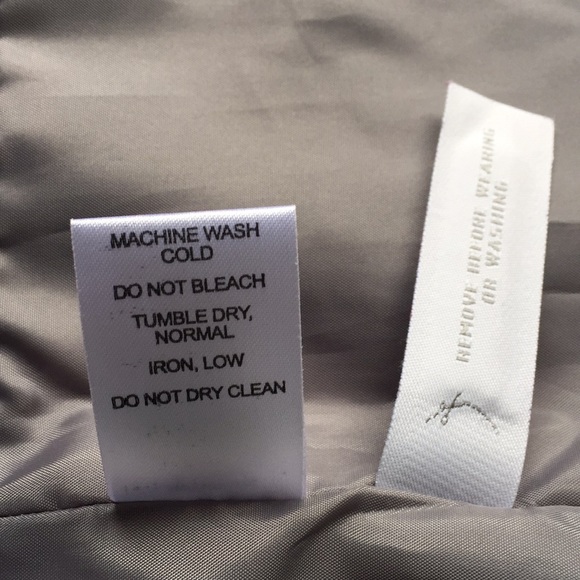 MACHINE WASH
COLD
DO NOT BLEACH
TUMBLE DRY,
NORMAL
IRON, LOW
DO NOT DRY CLEAN
REMOVE BEFORE WEARING
OR WASHING